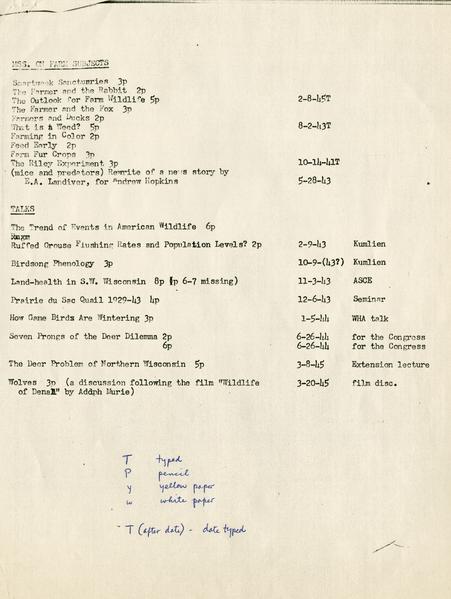 MSS. ON FARM SUBJECTS
Smartweek Sanctuaries 3p
The Farmer and the Rabbit 2p
The Outlook for Farm Wildlife 5p 2-8-45T
The Farmer and the Fox 3p
Farmers and Ducks 2p
What is a Weed? 5p 8-2-43T
Farming in Color 2p
Feed Early 2p
Farm Fur Crops 3p
The Riley Experiment 3p 10-14-41T
(mice and predators) Rewrite of a news story by
E.A. Landiver, for Andrew Hopkins 5-28-43
TALKS
The Trend of Events in American Wildlife 6p
Ruffed Grouse Flushing Rates and Population Levels? 2p 2-9-43 Kumlien
Birdsong Phenology 3p 10-9-(43?) Kumlien
Land-health in S.W. Wisconsin 8p (p 6-7 missing) 11-3-43 ASCE
Prairie du Sac Quail 1929-43 4p 12-6-43 Seminar
How Game Birds Are Wintering 3p 1-5-44 WHA talk
Seven Prongs of the Deer Dilemma 2p 6-26-44 for the Congress
6p 6-26-44 for the Congress
The Deer Problem of Northern Wisconsin 5p 3-8-45 Extension lecture
Wolves 3p (a discussion following the film "Wildlife 3-20-45 film disc.
of Denali" by Adolph Murie)
T typed
P pencil
y yellow paper
w white paper
- T (after date) - date typed